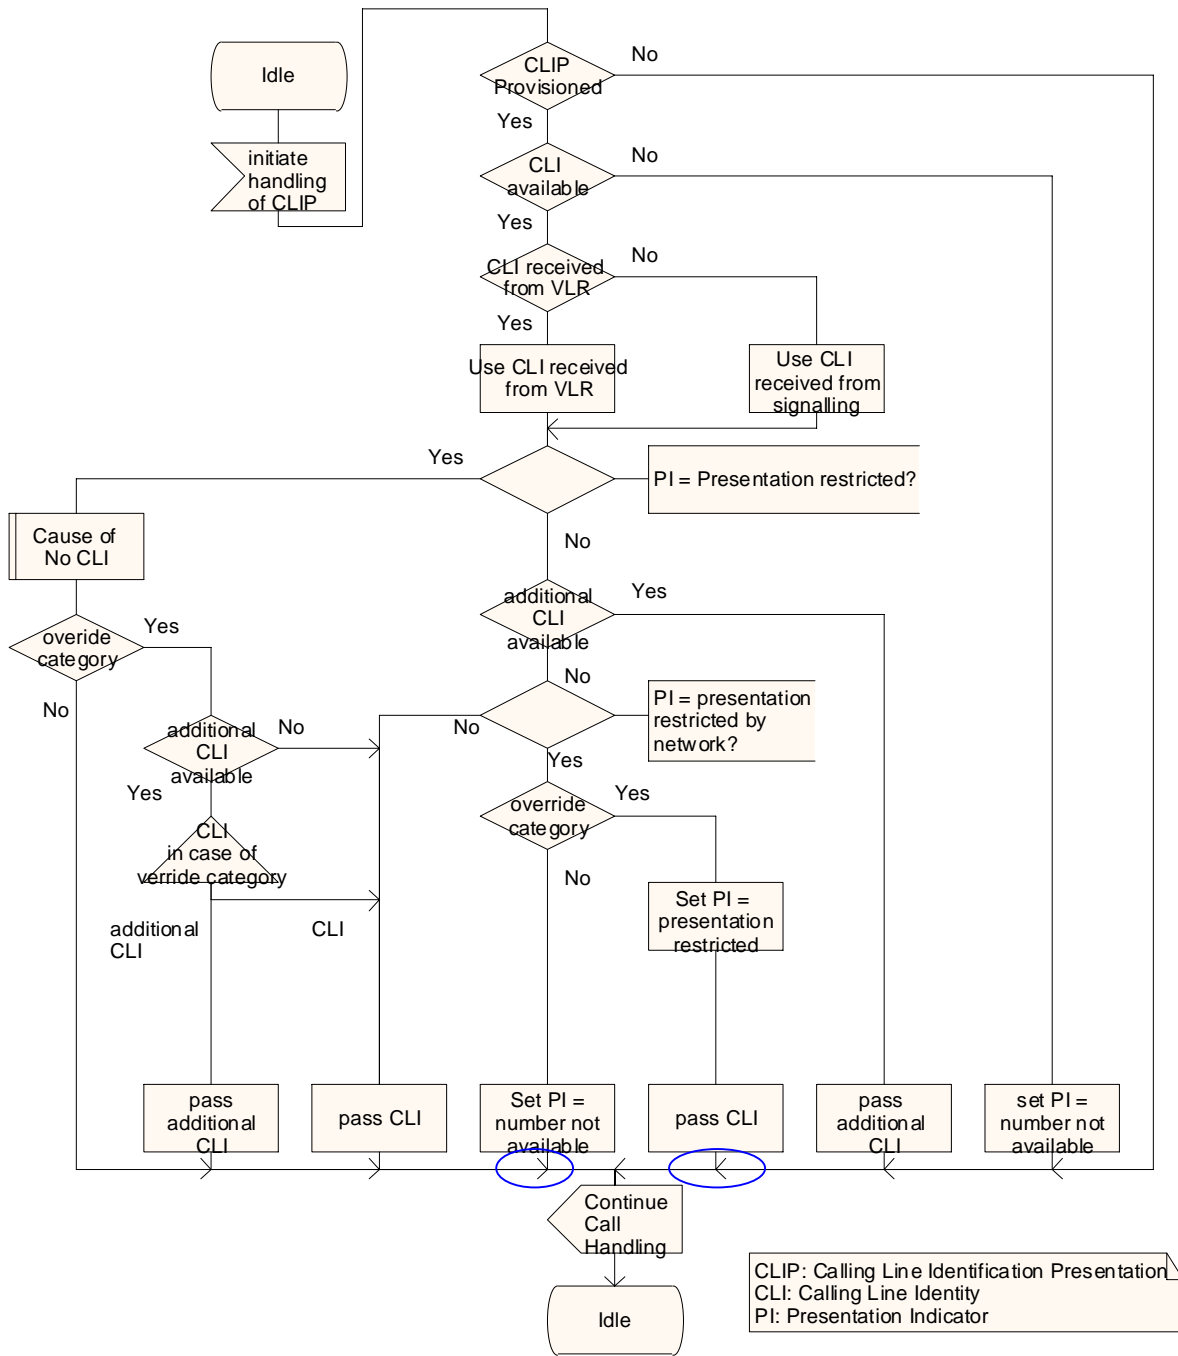 Idle
initiate
handling
of CLIP
CLIP
Provisioned
No
Yes
CLI
available
No
Yes
CLI received
from VLR
No
Yes
Use CLI received
from VLR
Use CLI
received from
signalling
Yes
PI = Presentation restricted?
Cause of
No CLI
No
additional
CLI
available
Yes
overide
category
Yes
No
No
PI = presentation
restricted by
network?
No
Yes
additional
CLI
available
No
Yes
override
category
Yes
No
CLI
in case of
verride category
additional
CLI
CLI
Set PI =
presentation
restricted
pass
additional
CLI
pass CLI
Set PI =
number not
available
pass CLI
pass
additional
CLI
set PI =
number not
available
Continue
Call
Handling
Idle
CLIP: Calling Line Identification Presentation
CLI: Calling Line Identity
PI: Presentation Indicator